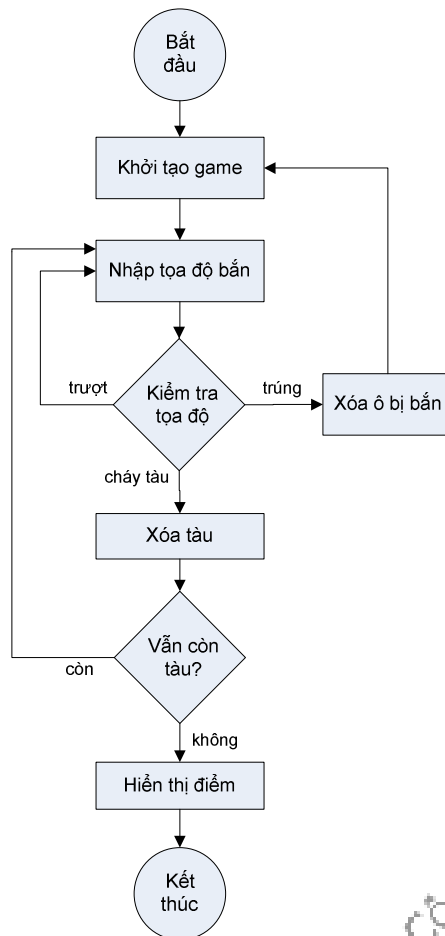 Bắt
đầu
Khởi tạo game
Nhập tọa độ bắn
trượt
Kiểm tra
tọa độ
trúng
Xóa ô bị bắn
cháy tàu
Xóa tàu
Vẫn còn
tàu?
còn
không
Hiển thị điểm
Kết
thúc